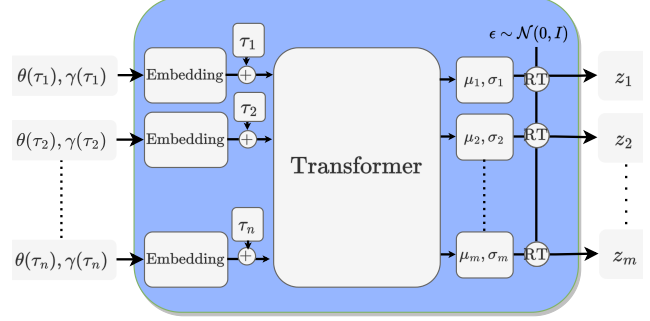 ϵ ∼ 𝒩(0, I)
θ(τ₁), γ(τ₁) Embedding + τ₁ μ₁, σ₁ RT z₁
θ(τ₂), γ(τ₂) Embedding + τ₂ μ₂, σ₂ RT z₂
Transformer
θ(τₙ), γ(τₙ) Embedding + τₙ μₘ, σₘ RT zₘ